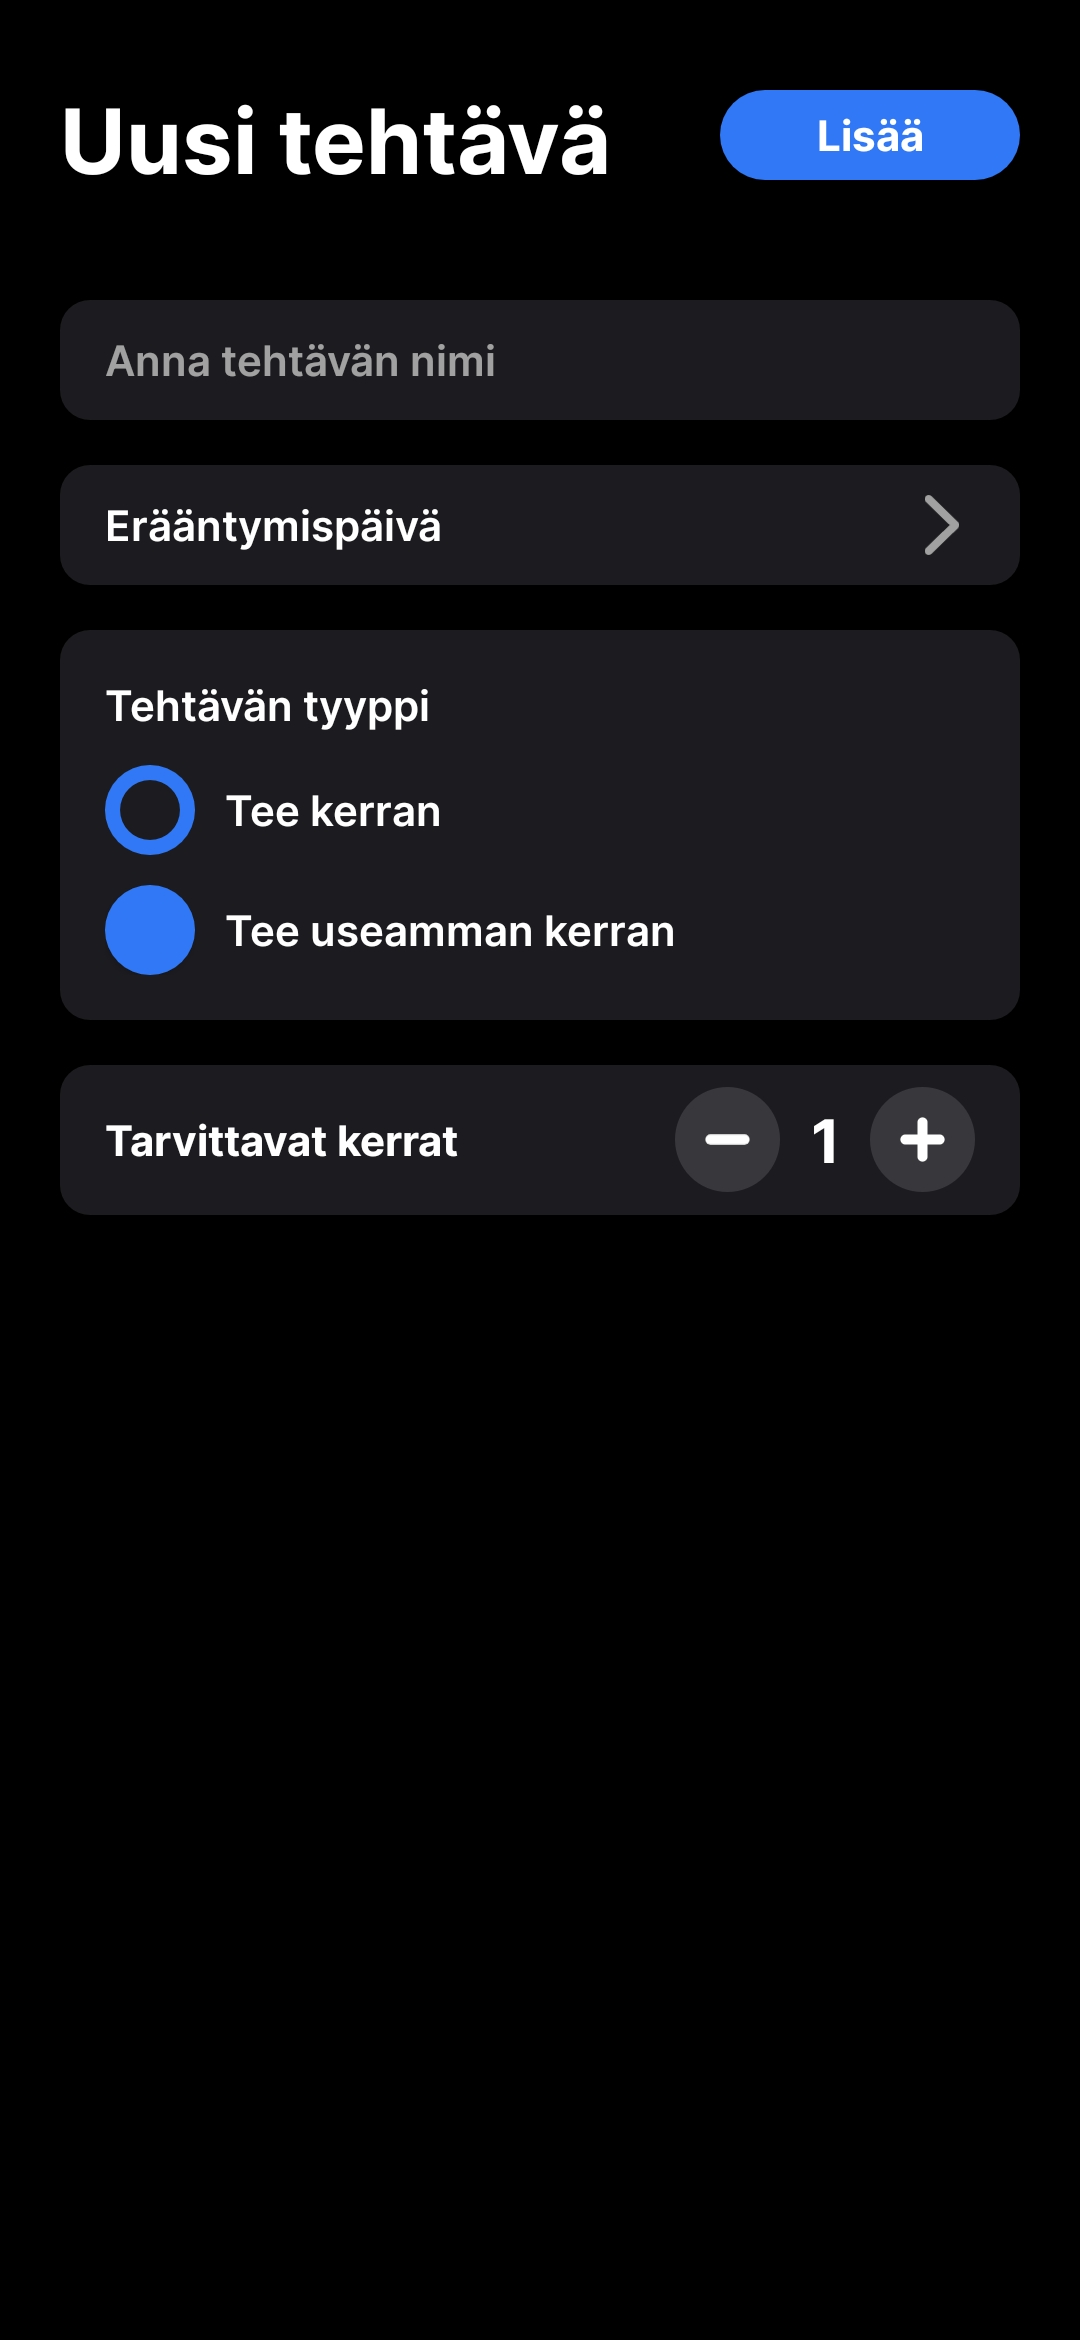 Uusi tehtävä
Lisää
Anna tehtävän nimi
Erääntymispäivä
Tehtävän tyyppi
Tee kerran
Tee useamman kerran
Tarvittavat kerrat
1